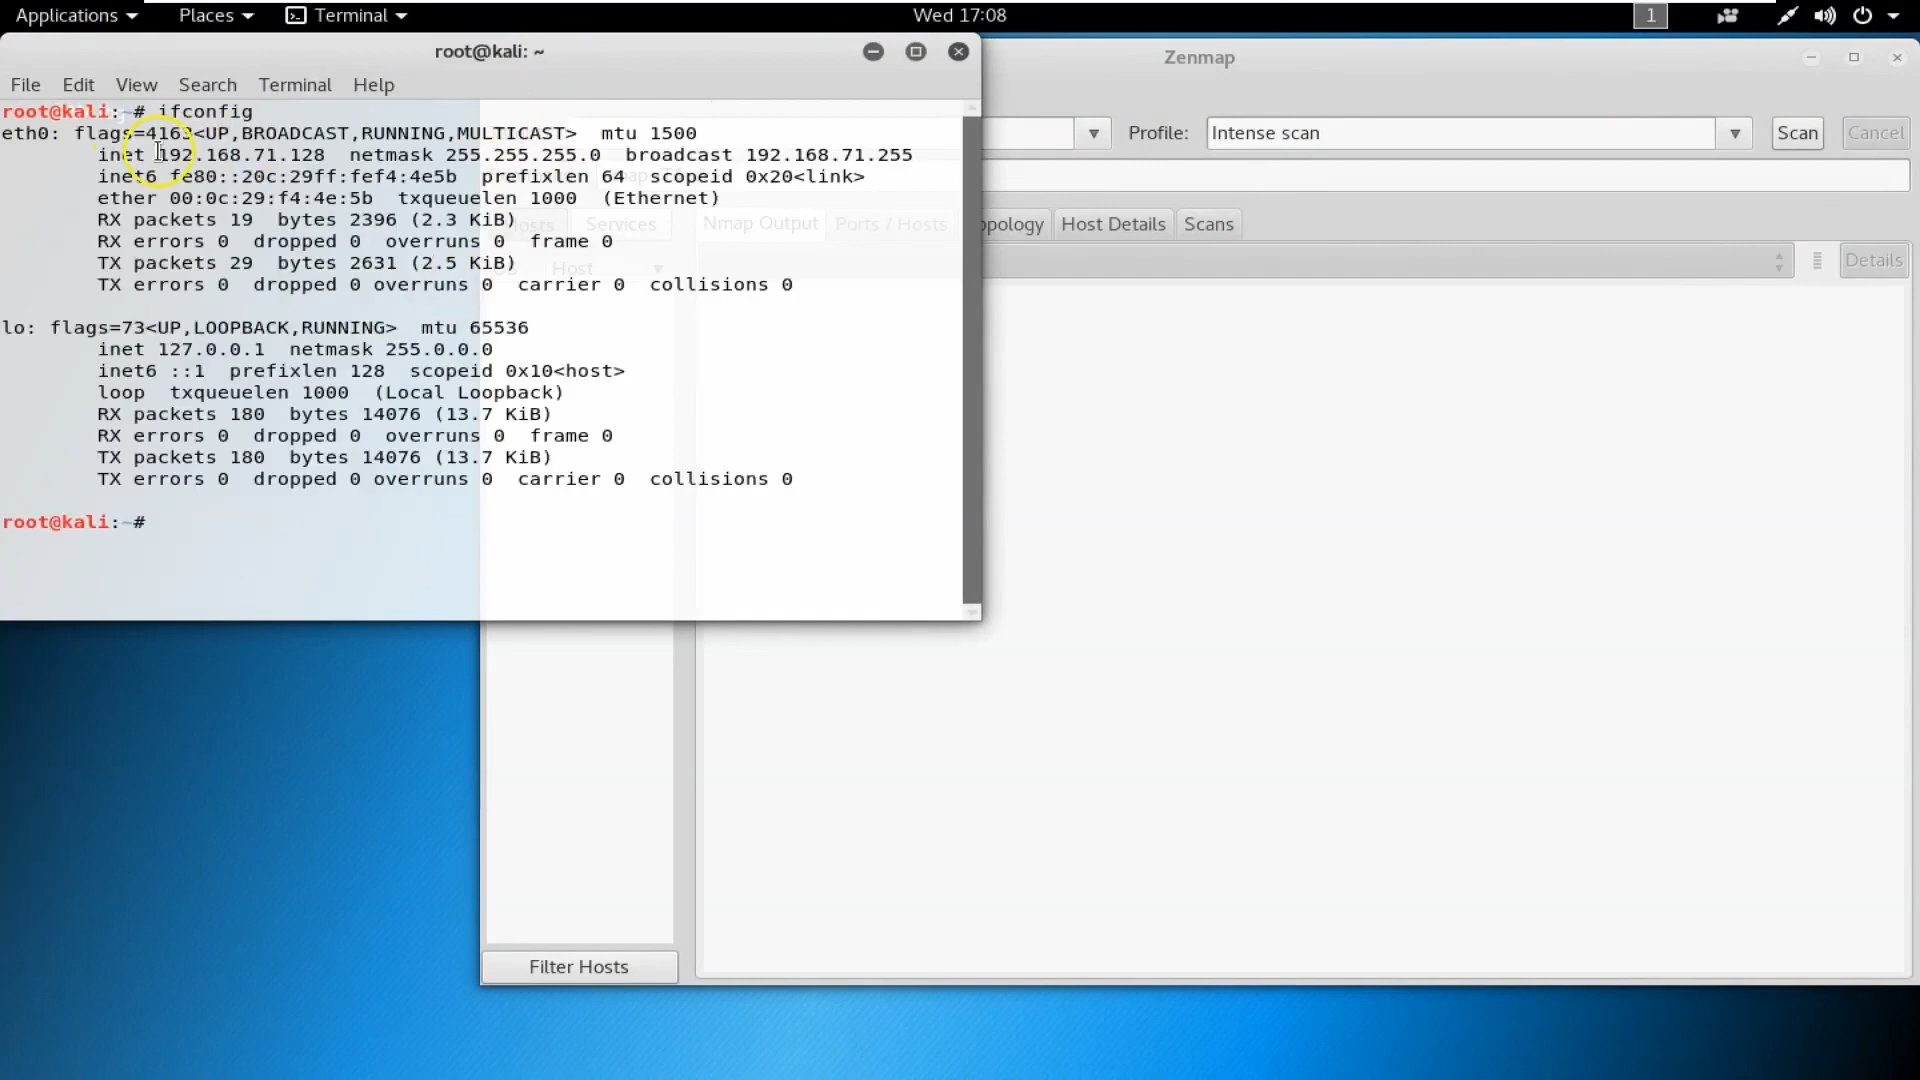 Applications Places Terminal Wed 17:08 1
root@kali: ~
Zenmap
File Edit View Search Terminal Help
root@kali:~# ifconfig
eth0: flags=4163<UP,BROADCAST,RUNNING,MULTICAST>  mtu 1500
inet 192.168.71.128  netmask 255.255.255.0  broadcast 192.168.71.255
inet6 fe80::20c:29ff:fef4:4e5b  prefixlen 64  scopeid 0x20<link>
ether 00:0c:29:f4:4e:5b  txqueuelen 1000  (Ethernet)
RX packets 19  bytes 2396 (2.3 KiB)
RX errors 0  dropped 0  overruns 0  frame 0
TX packets 29  bytes 2631 (2.5 KiB)
TX errors 0  dropped 0 overruns 0  carrier 0  collisions 0
lo: flags=73<UP,LOOPBACK,RUNNING>  mtu 65536
inet 127.0.0.1  netmask 255.0.0.0
inet6 ::1  prefixlen 128  scopeid 0x10<host>
loop  txqueuelen 1000  (Local Loopback)
RX packets 180  bytes 14076 (13.7 KiB)
RX errors 0  dropped 0  overruns 0  frame 0
TX packets 180  bytes 14076 (13.7 KiB)
TX errors 0  dropped 0 overruns 0  carrier 0  collisions 0
root@kali:~#
Profile: Intense scan Scan Cancel
Services Nmap Output Ports / Hosts Host Details Scans
Host
Details
Filter Hosts